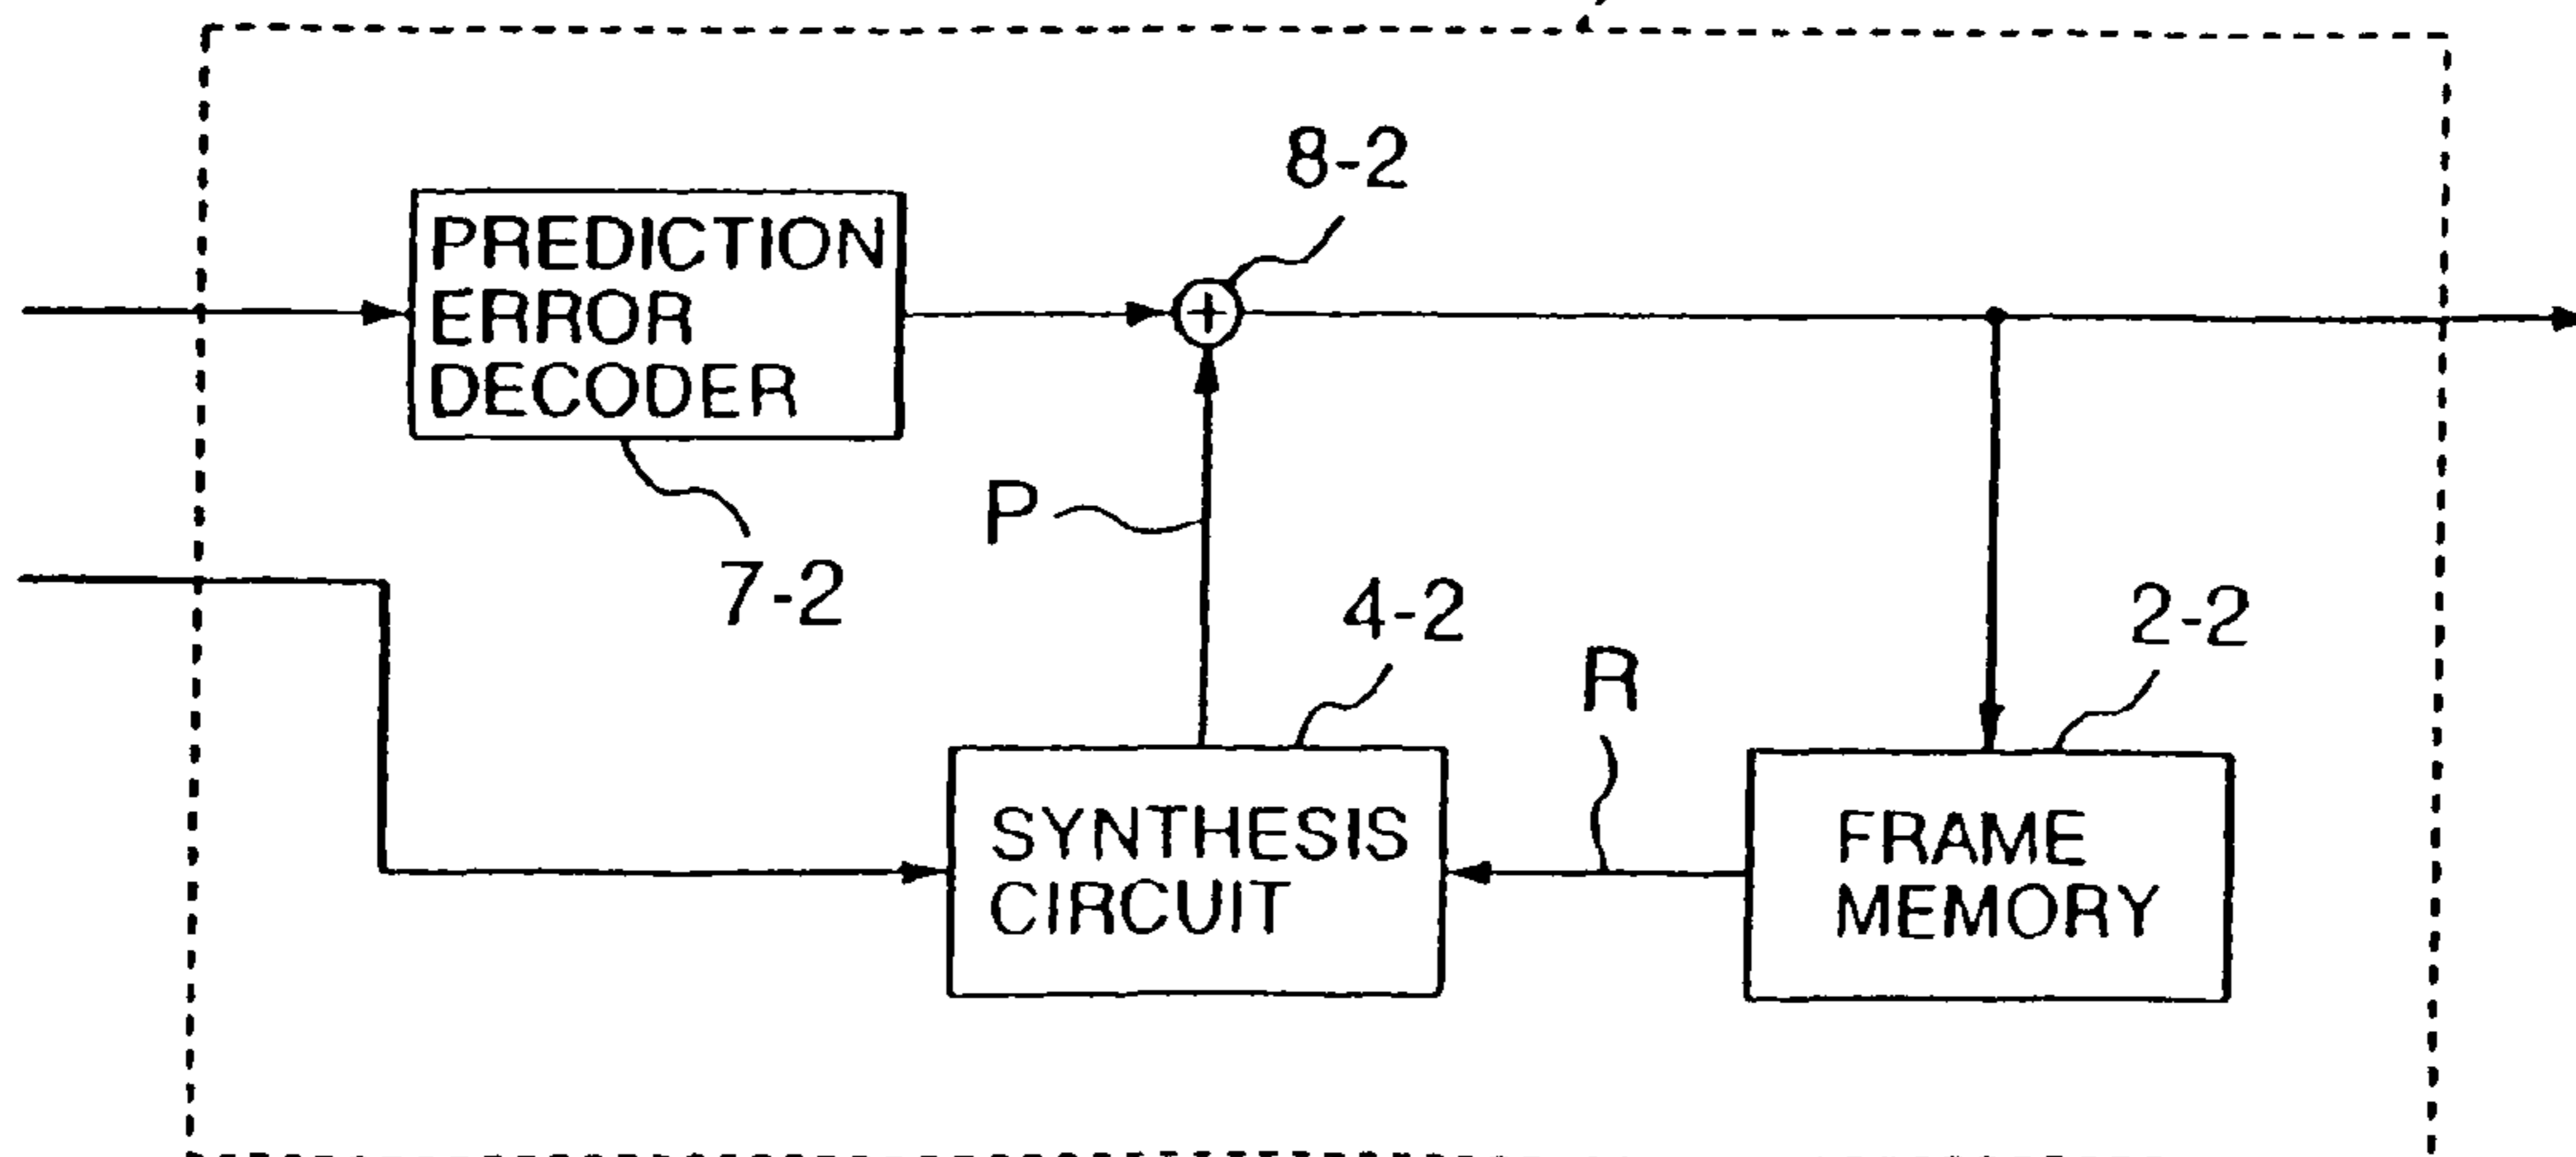 8-2
PREDICTION
ERROR
DECODER
+
P
7-2
4-2
2-2
R
SYNTHESIS
CIRCUIT
FRAME
MEMORY